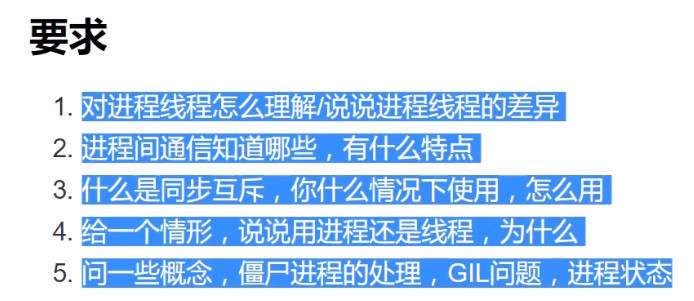 要求
1. 对进程线程怎么理解/说说进程线程的差异
2. 进程间通信知道哪些，有什么特点
3. 什么是同步互斥，你什么情况下使用，怎么用
4. 给一个情形，说说用进程还是线程，为什么
5. 问一些概念，僵尸进程的处理，GIL问题，进程状态